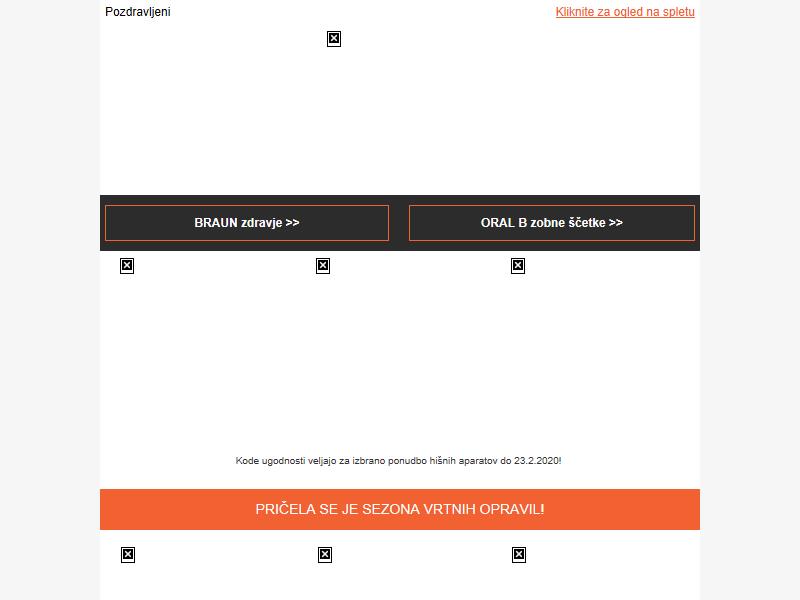 Pozdravljeni
Kliknite za ogled na spletu
BRAUN zdravje >>
ORAL B zobne ščetke >>
Kode ugodnosti veljajo za izbrano ponudbo hišnih aparatov do 23.2.2020!
PRIČELA SE JE SEZONA VRTNIH OPRAVIL!